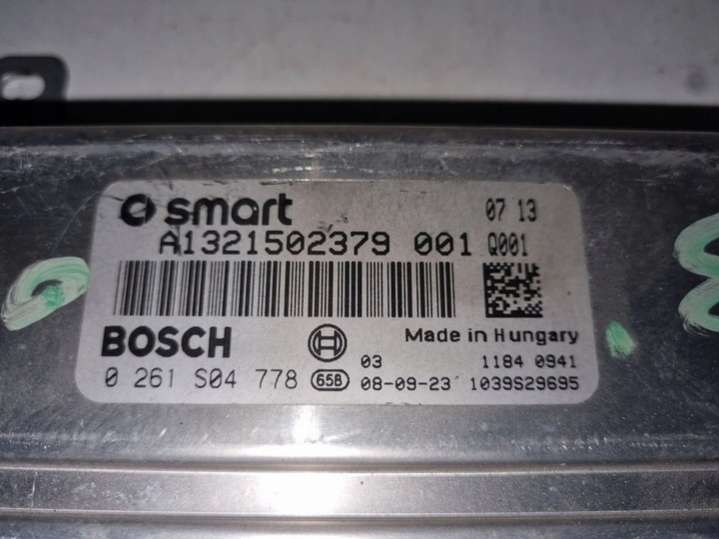 smart 07 13
A1321502379 001 Q001
BOSCH Made in Hungary
03 1184 0941
0 261 S04 778 65B 08-09-23 1039S29695